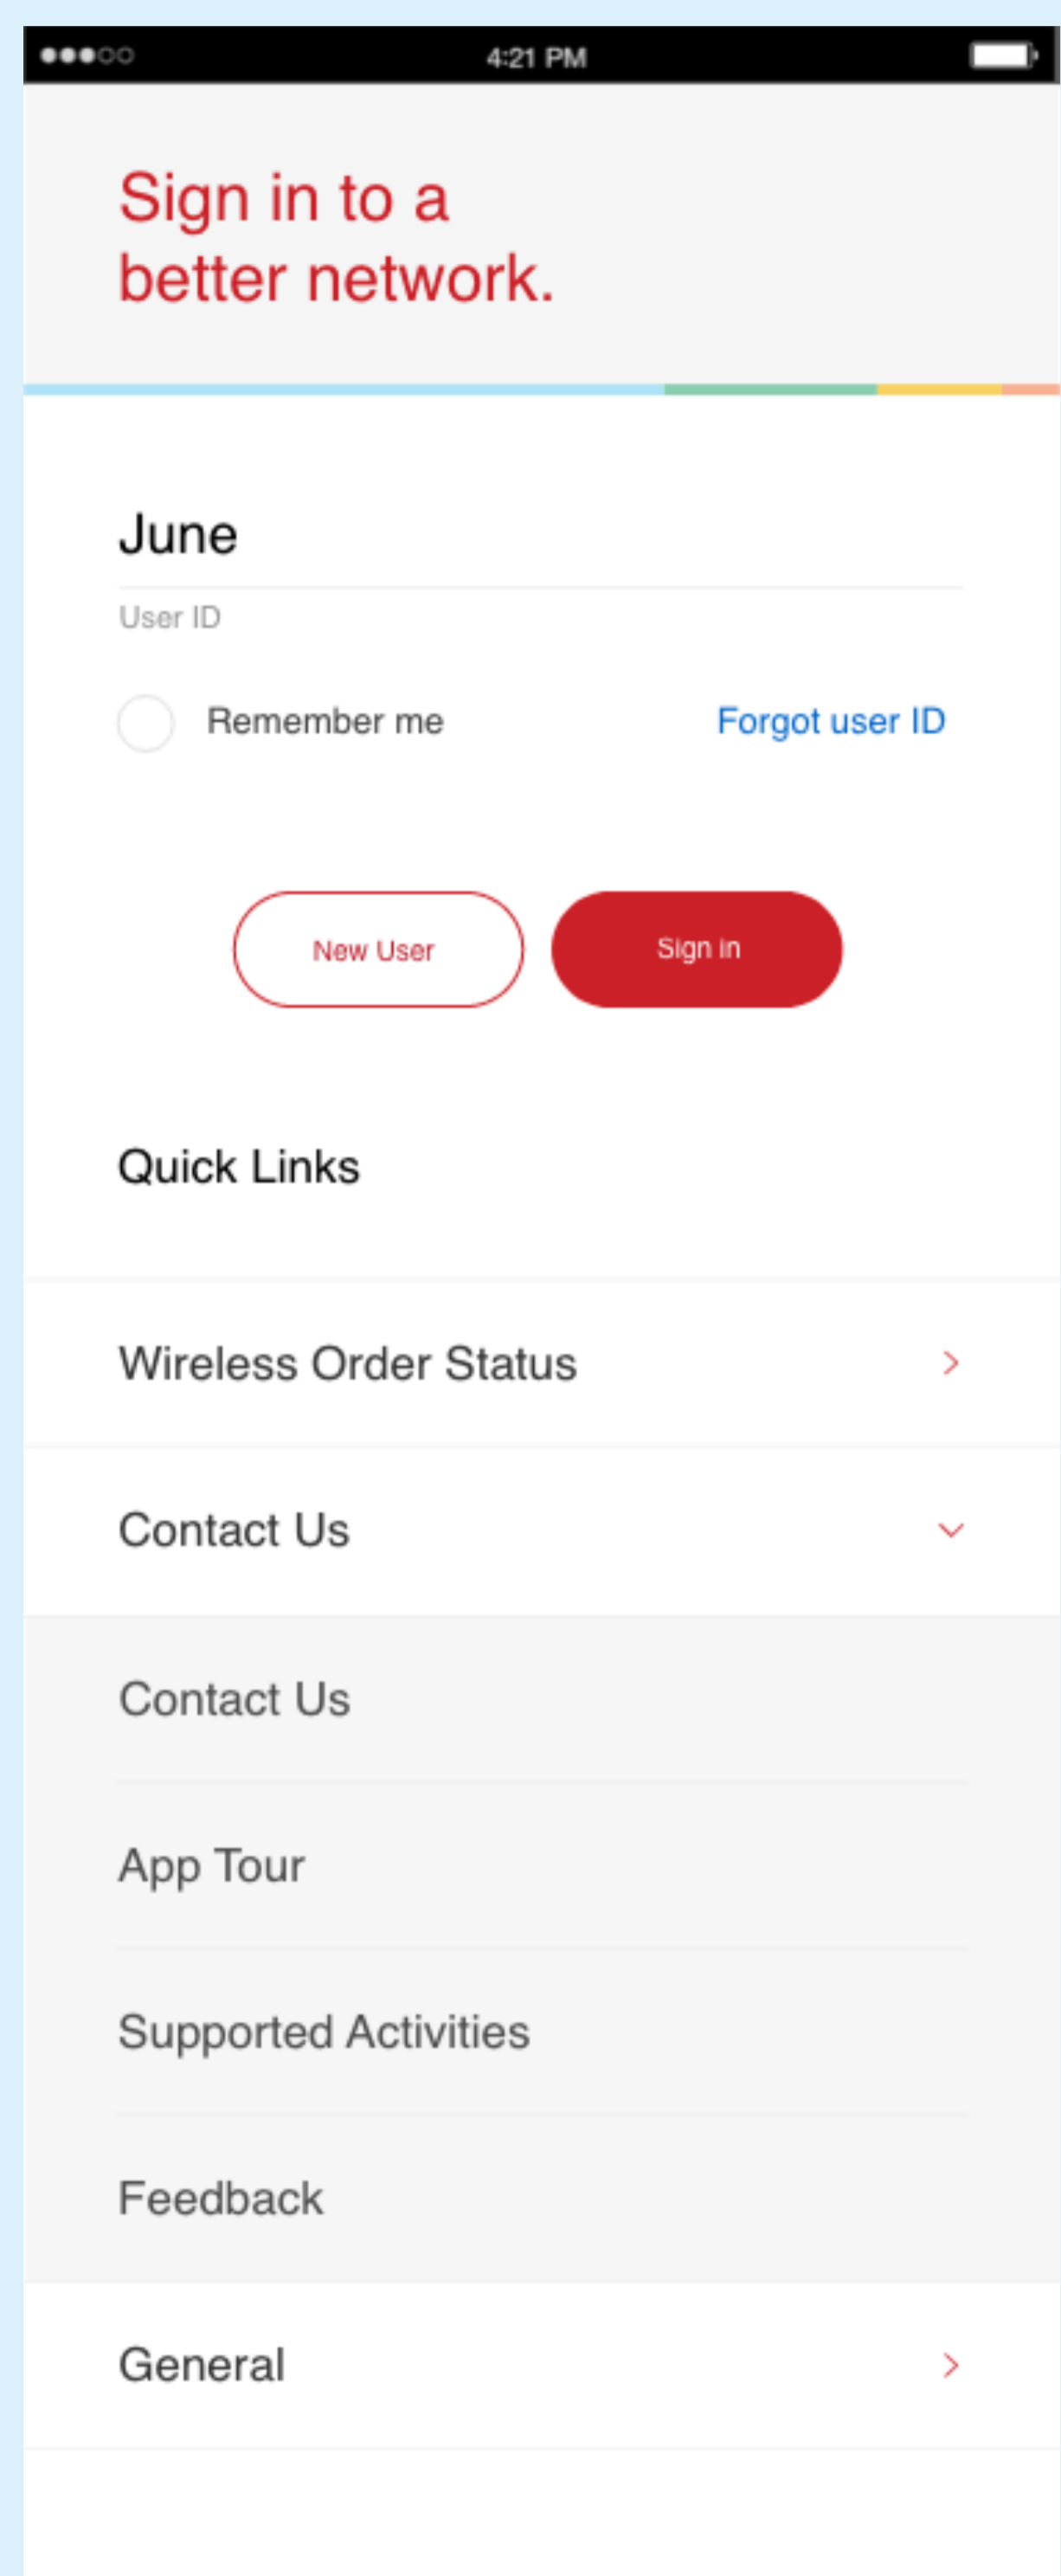 4:21 PM
Sign in to a
better network.
June
User ID
Remember me Forgot user ID
New User Sign in
Quick Links
Wireless Order Status
Contact Us
Contact Us
App Tour
Supported Activities
Feedback
General